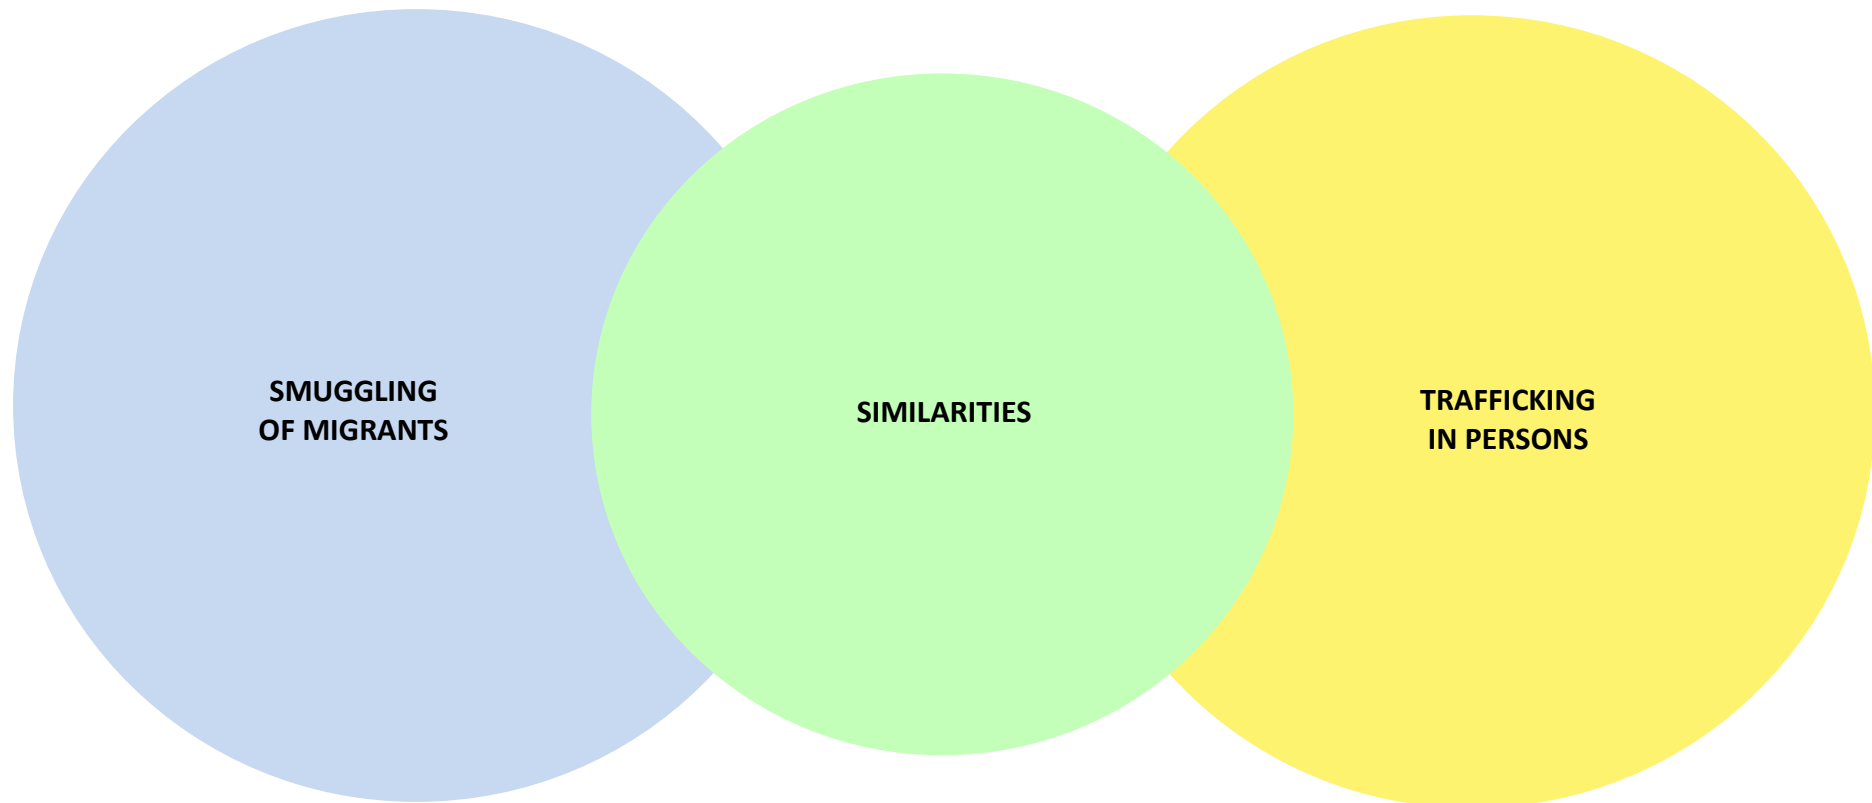 SMUGGLING
OF MIGRANTS
SIMILARITIES
TRAFFICKING
IN PERSONS